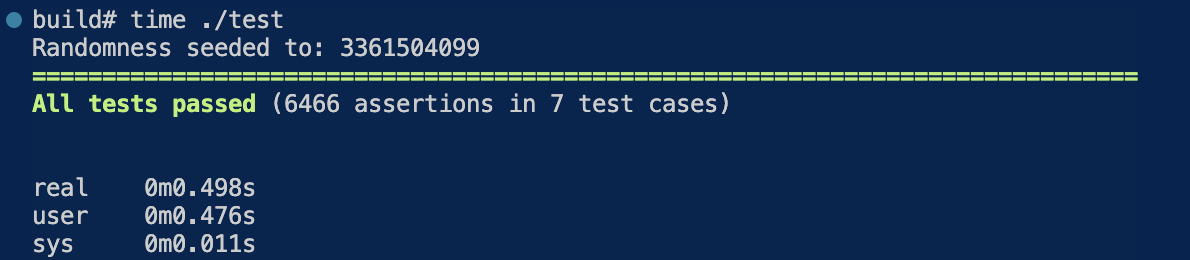 build# time ./test
Randomness seeded to: 3361504099
===============================================================================
All tests passed (6466 assertions in 7 test cases)
real    0m0.498s
user    0m0.476s
sys     0m0.011s